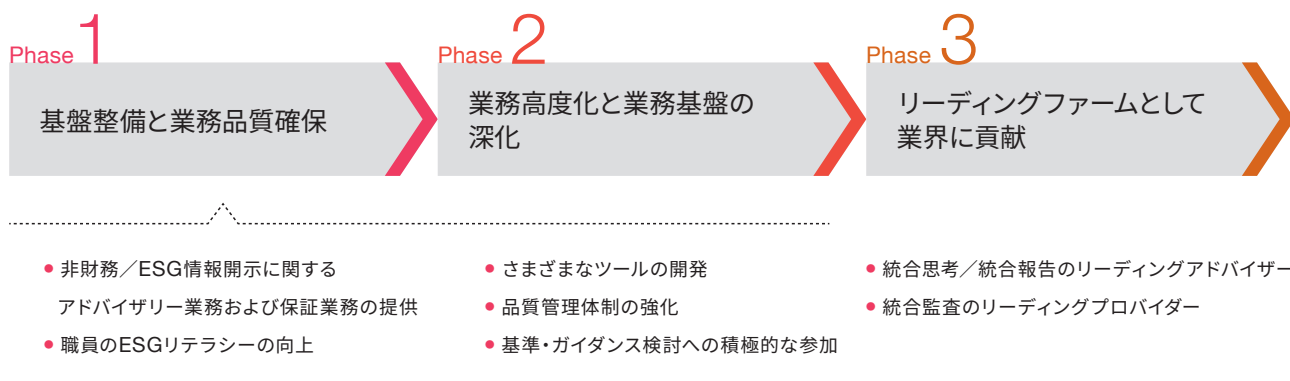 Phase 1
基盤整備と業務品質確保
Phase 2
業務高度化と業務基盤の
深化
Phase 3
リーディングファームとして
業界に貢献
• 非財務／ESG情報開示に関する
アドバイザリー業務および保証業務の提供
• 職員のESGリテラシーの向上
• さまざまなツールの開発
• 品質管理体制の強化
• 基準・ガイダンス検討への積極的な参加
• 統合思考／統合報告のリーディングアドバイザー
• 統合監査のリーディングプロバイダー